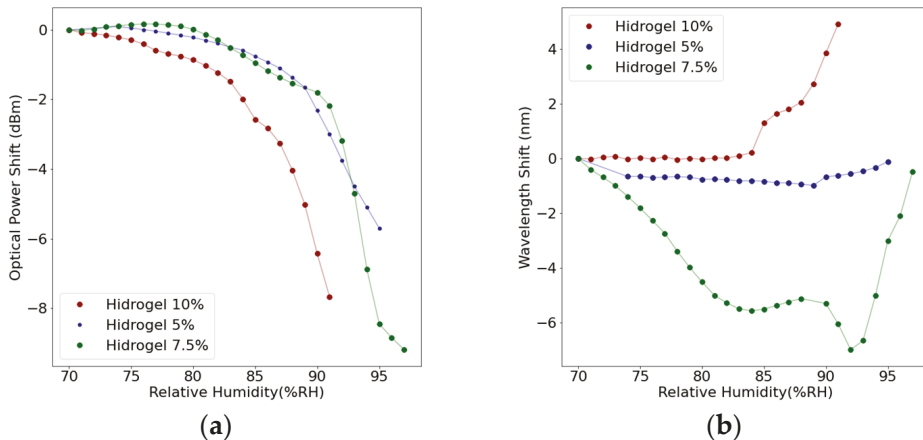 0
−2
−4
−6
−8
Optical Power Shift (dBm)
Hidrogel 10%
Hidrogel 5%
Hidrogel 7.5%
70 75 80 85 90 95
Relative Humidity(%RH)
(a)
4
2
0
−2
−4
−6
Wavelength Shift (nm)
Hidrogel 10%
Hidrogel 5%
Hidrogel 7.5%
70 75 80 85 90 95
Relative Humidity(%RH)
(b)